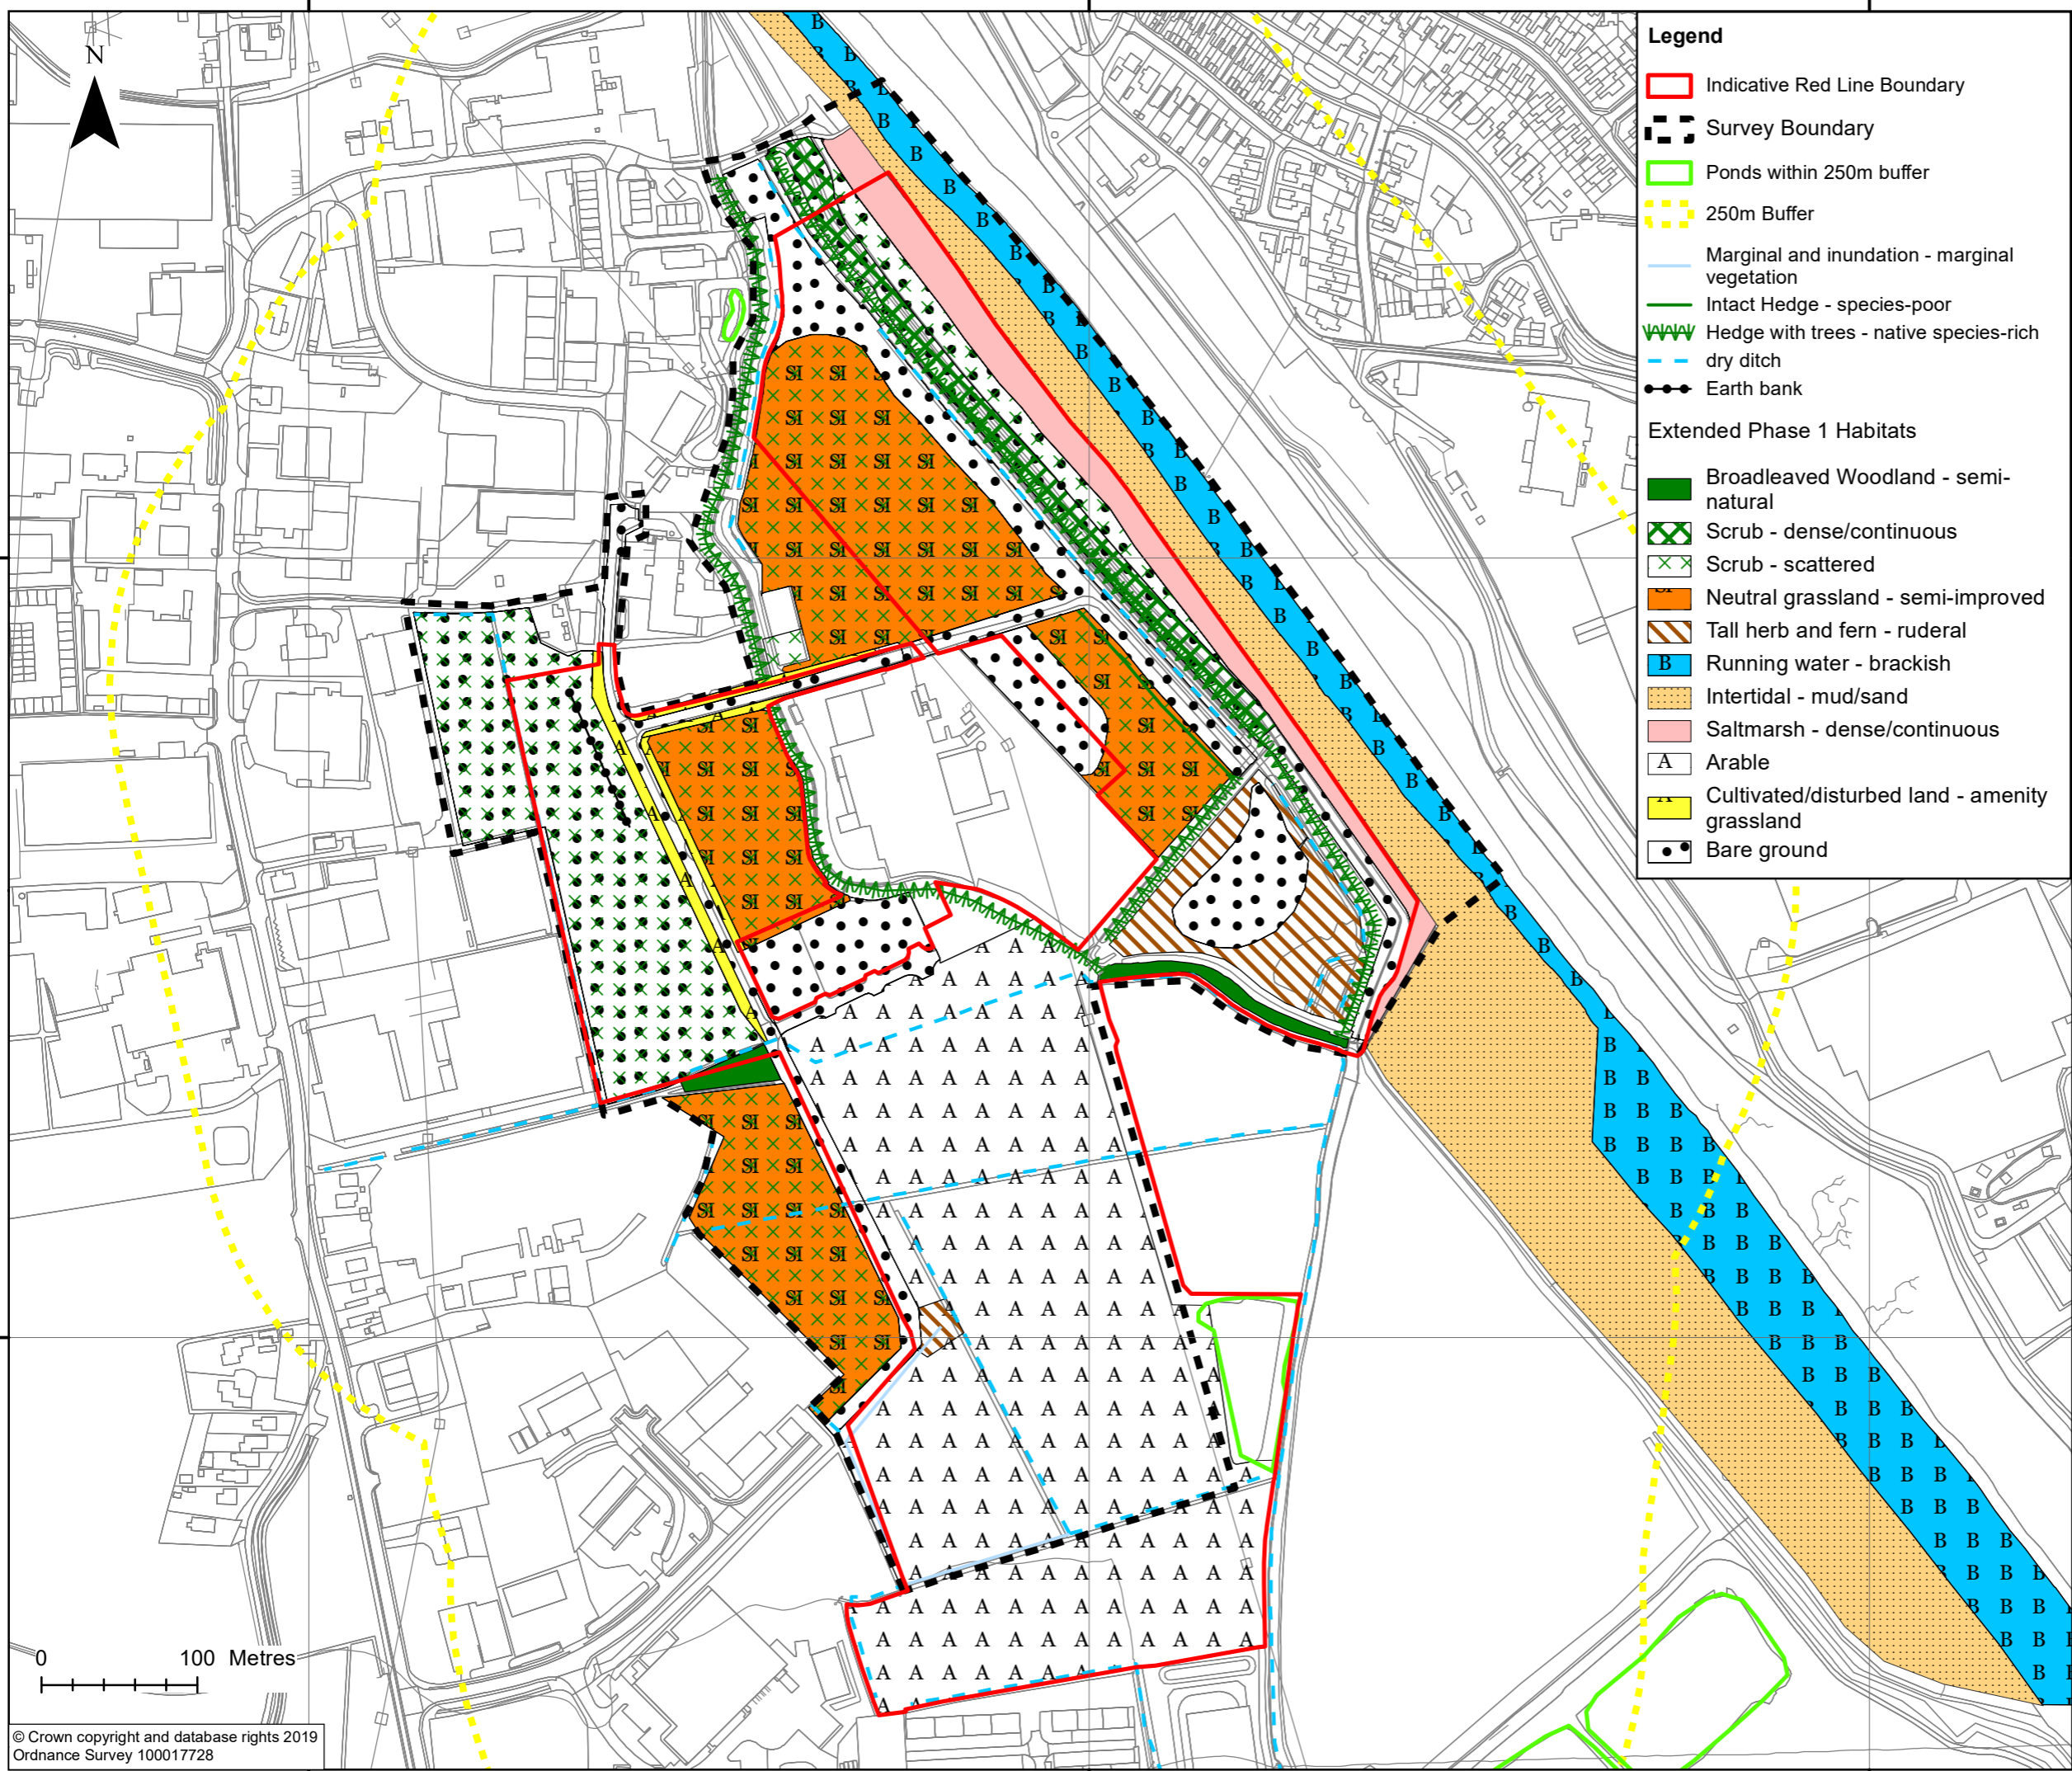 N
Legend
Indicative Red Line Boundary
Survey Boundary
Ponds within 250m buffer
250m Buffer
Marginal and inundation - marginal
vegetation
Intact Hedge - species-poor
Hedge with trees - native species-rich
dry ditch
Earth bank
Extended Phase 1 Habitats
Broadleaved Woodland - semi-
natural
Scrub - dense/continuous
Scrub - scattered
SI Neutral grassland - semi-improved
Tall herb and fern - ruderal
B Running water - brackish
Intertidal - mud/sand
Saltmarsh - dense/continuous
A Arable
A Cultivated/disturbed land - amenity
grassland
Bare ground
0 100 Metres
© Crown copyright and database rights 2019
Ordnance Survey 100017728